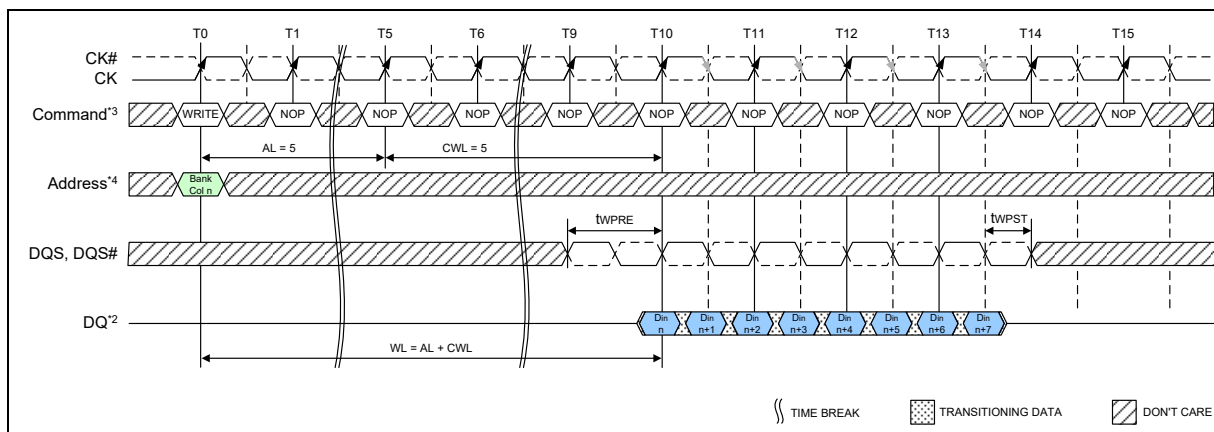 T0 T1 T5 T6 T9 T10 T11 T12 T13 T14 T15
CK#
CK
Command*3 WRITE NOP NOP NOP NOP NOP NOP NOP NOP NOP NOP
AL = 5 CWL = 5
Address*4 Bank
Col n
tWPRE tWPST
DQS, DQS#
DQ*2 Din Din Din Din Din Din Din Din
n n+1 n+2 n+3 n+4 n+5 n+6 n+7
WL = AL + CWL
TIME BREAK TRANSITIONING DATA DON'T CARE